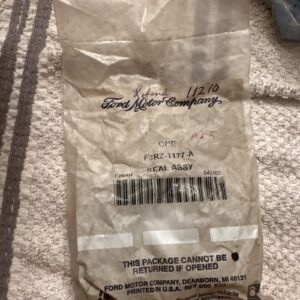 11210
Ford Motor Company
ONE
F3RZ-1177-A
SEAL ASSY
THIS PACKAGE CANNOT BE
RETURNED IF OPENED
FORD MOTOR COMPANY, DEARBORN, MI 48121
PRINTED IN U.S.A.